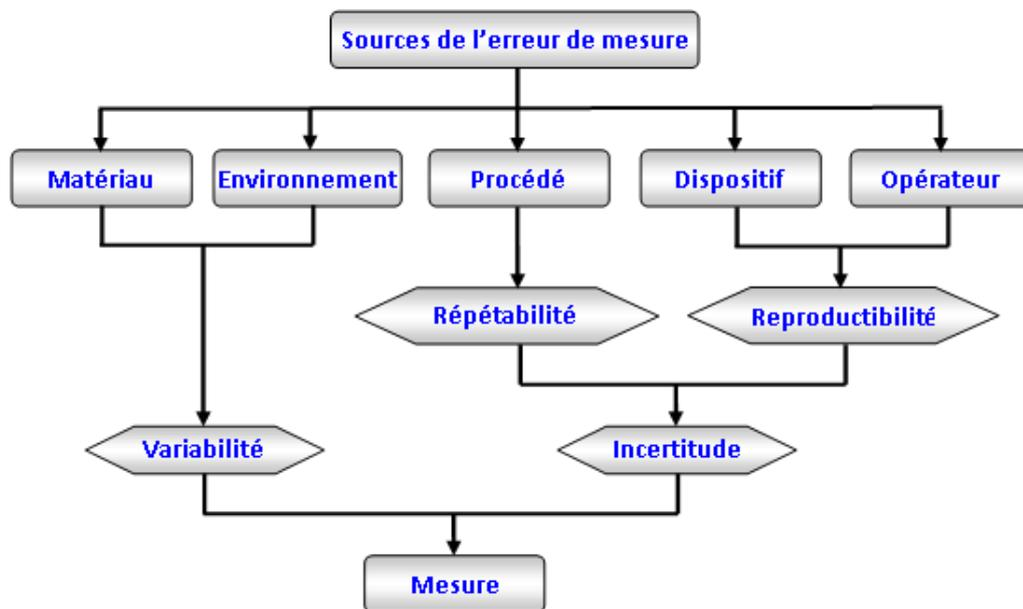 Sources de l'erreur de mesure
Matériau
Environnement
Procédé
Dispositif
Opérateur
Répétabilité
Reproductibilité
Variabilité
Incertitude
Mesure